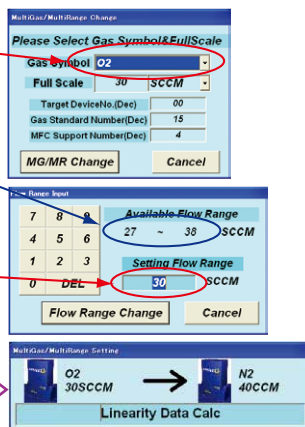 MultiGas/MultiRange Change
Please Select Gas Symbol&FullScale
Gas Symbol O2
Full Scale 30 SCCM
Target DeviceNo.(Dec) 00
Gas Standard Number(Dec) 15
MFC Support Number(Dec) 4
MG/MR Change Cancel
Flow Range Input
7 8 9 Available Flow Range
4 5 6 27 ~ 38 SCCM
1 2 3 Setting Flow Range
0 DEL 30 SCCM
Flow Range Change Cancel
MultiGas/MultiRange Setting
O2 N2
30SCCM 40CCM
Linearity Data Calc